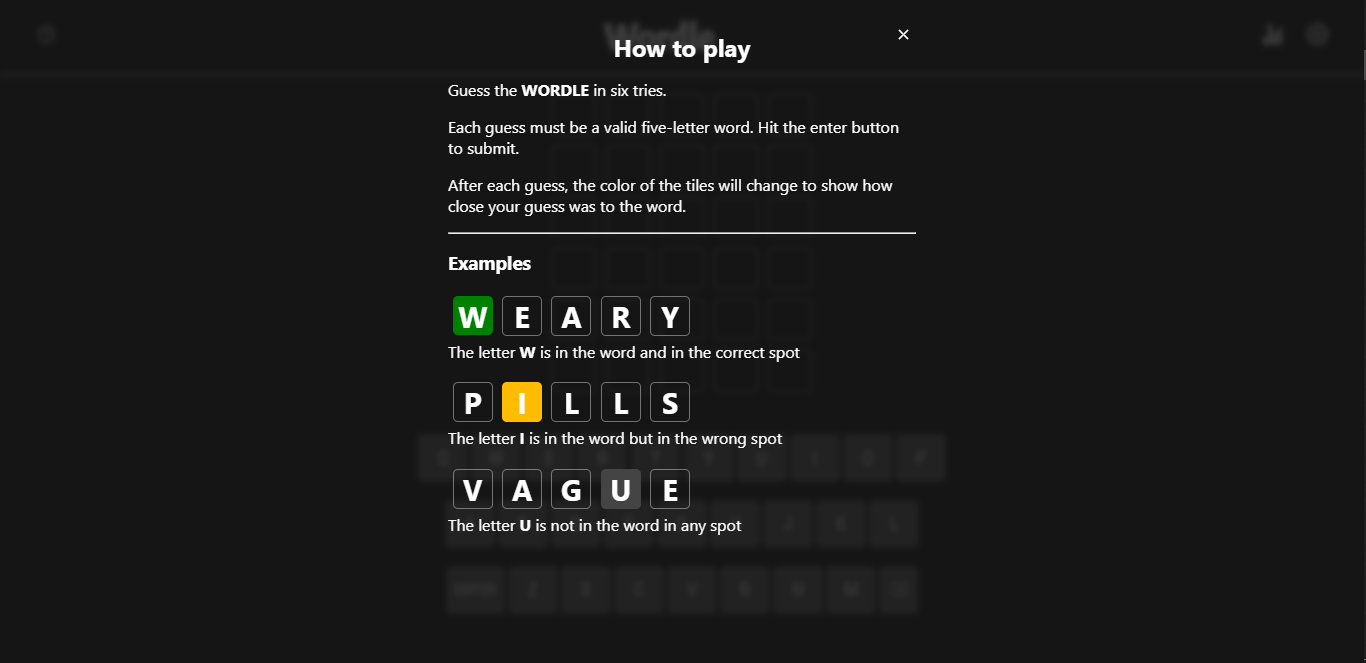 Wordle
How to play
×
Guess the WORDLE in six tries.
Each guess must be a valid five-letter word. Hit the enter button
to submit.
After each guess, the color of the tiles will change to show how
close your guess was to the word.
Examples
W E A R Y
The letter W is in the word and in the correct spot
P I L L S
The letter I is in the word but in the wrong spot
V A G U E
The letter U is not in the word in any spot